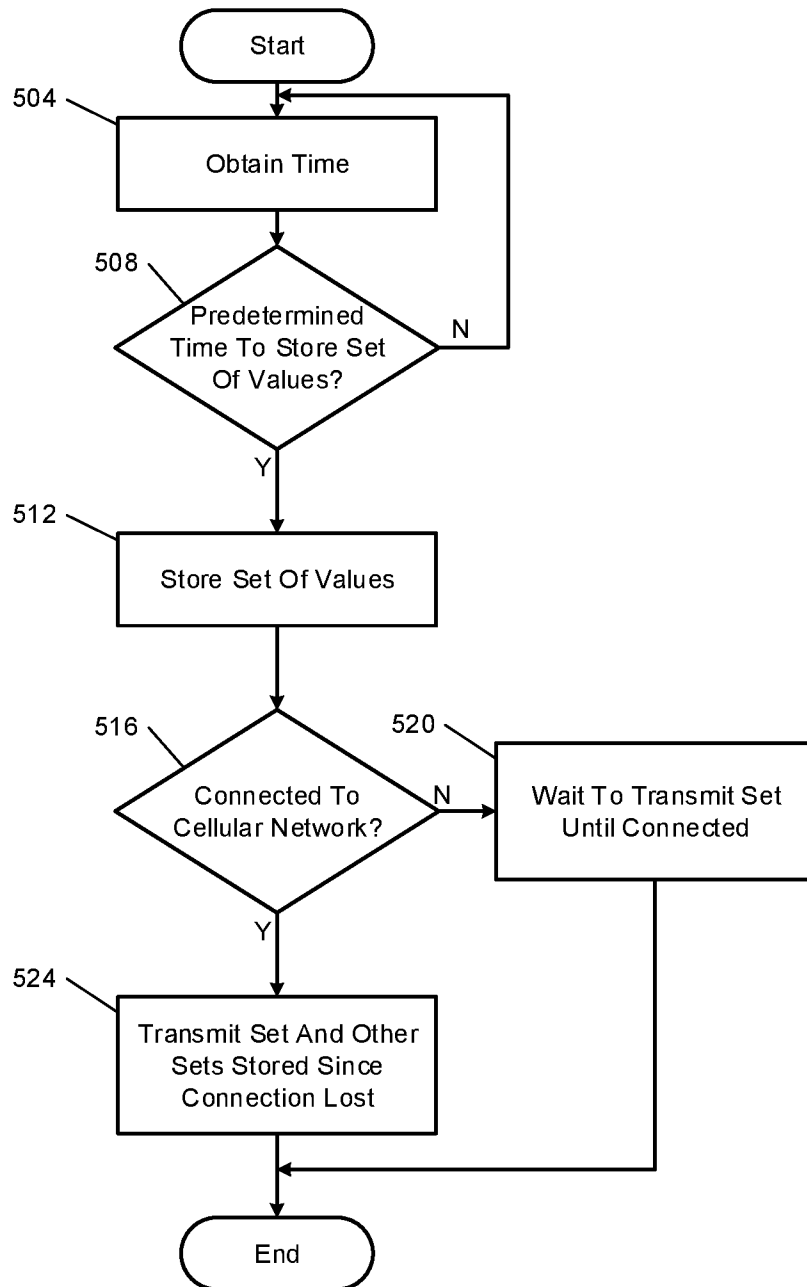 Start
504
Obtain Time
508
Predetermined
Time To Store Set
Of Values?
N
Y
512
Store Set Of Values
516
Connected To
Cellular Network?
N
520
Wait To Transmit Set
Until Connected
Y
524
Transmit Set And Other
Sets Stored Since
Connection Lost
End